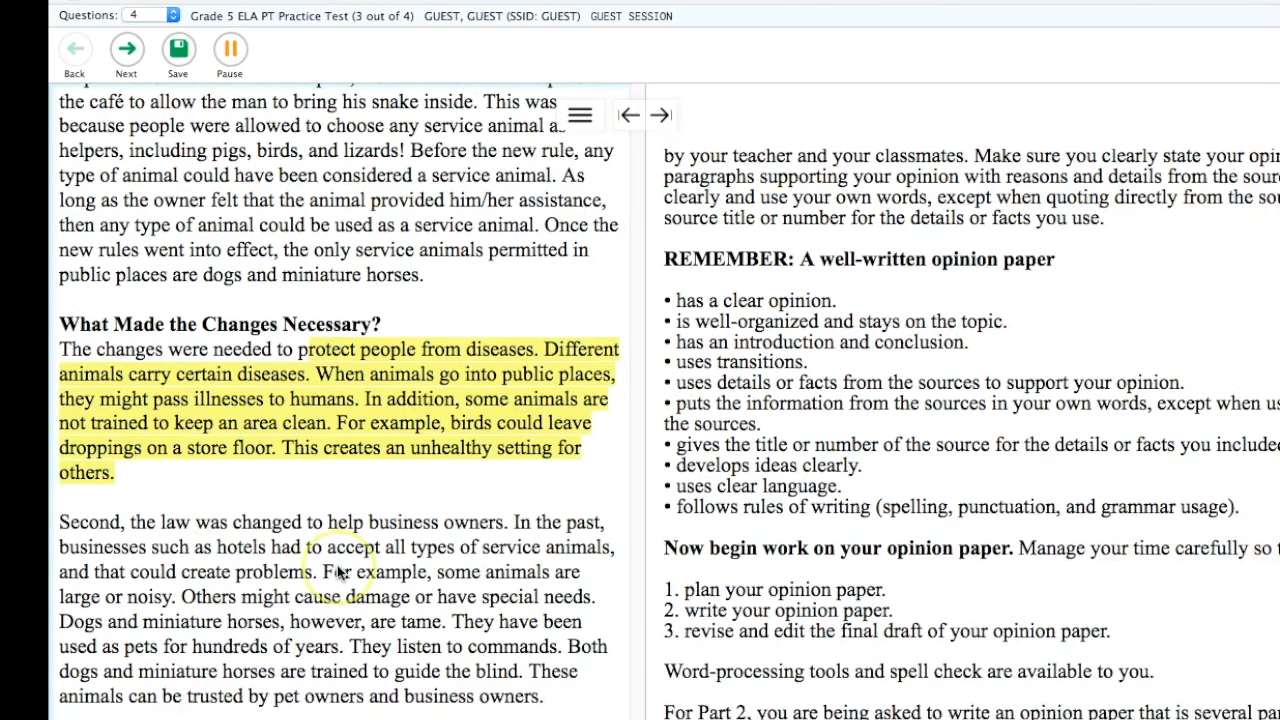 Questions: 4 Grade 5 ELA PT Practice Test (3 out of 4) GUEST, GUEST (SSID: GUEST) GUEST SESSION
Back Next Save Pause
the café to allow the man to bring his snake inside. This was
because people were allowed to choose any service animal as
helpers, including pigs, birds, and lizards! Before the new rule, any
type of animal could have been considered a service animal. As
long as the owner felt that the animal provided him/her assistance,
then any type of animal could be used as a service animal. Once the
new rules went into effect, the only service animals permitted in
public places are dogs and miniature horses.
What Made the Changes Necessary?
The changes were needed to protect people from diseases. Different
animals carry certain diseases. When animals go into public places,
they might pass illnesses to humans. In addition, some animals are
not trained to keep an area clean. For example, birds could leave
droppings on a store floor. This creates an unhealthy setting for
others.
Second, the law was changed to help business owners. In the past,
businesses such as hotels had to accept all types of service animals,
and that could create problems. For example, some animals are
large or noisy. Others might cause damage or have special needs.
Dogs and miniature horses, however, are tame. They have been
used as pets for hundreds of years. They listen to commands. Both
dogs and miniature horses are trained to guide the blind. These
animals can be trusted by pet owners and business owners.
by your teacher and your classmates. Make sure you clearly state your opin
paragraphs supporting your opinion with reasons and details from the sour
clearly and use your own words, except when quoting directly from the sou
source title or number for the details or facts you use.
REMEMBER: A well-written opinion paper
• has a clear opinion.
• is well-organized and stays on the topic.
• has an introduction and conclusion.
• uses transitions.
• uses details or facts from the sources to support your opinion.
• puts the information from the sources in your own words, except when us
the sources.
• gives the title or number of the source for the details or facts you included
• develops ideas clearly.
• uses clear language.
• follows rules of writing (spelling, punctuation, and grammar usage).
Now begin work on your opinion paper. Manage your time carefully so t
1. plan your opinion paper.
2. write your opinion paper.
3. revise and edit the final draft of your opinion paper.
Word-processing tools and spell check are available to you.
For Part 2, you are being asked to write an opinion paper that is several par